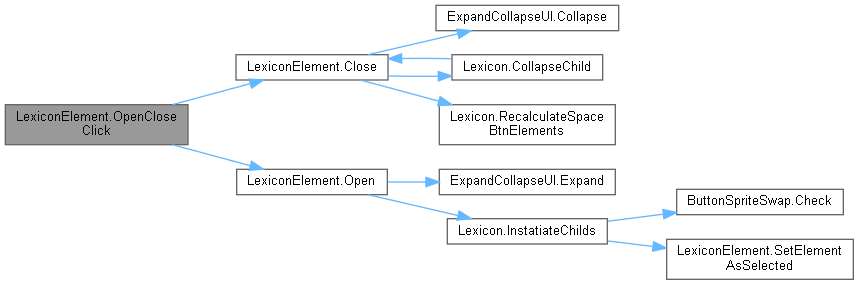 ExpandCollapseUI.Collapse
LexiconElement.Close
Lexicon.CollapseChild
LexiconElement.OpenClose
Click
Lexicon.RecalculateSpace
BtnElements
LexiconElement.Open
ExpandCollapseUI.Expand
ButtonSpriteSwap.Check
Lexicon.InstatiateChilds
LexiconElement.SetElement
AsSelected